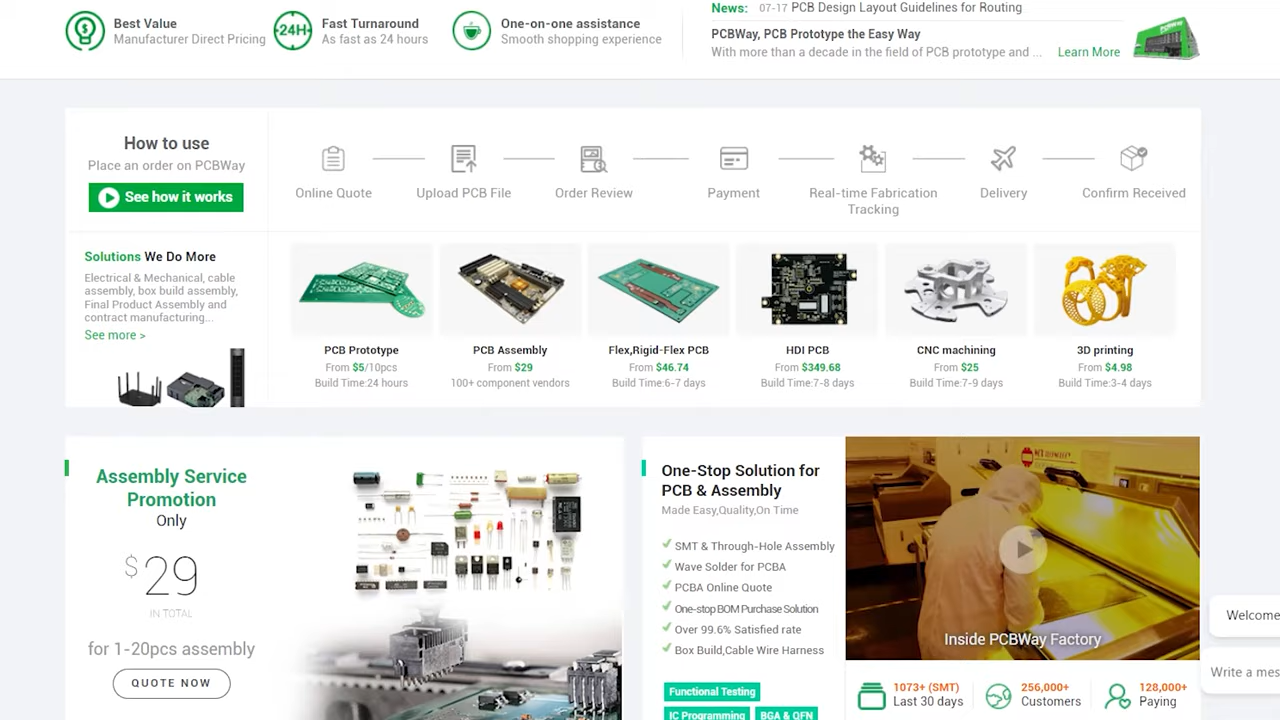 Best Value
Manufacturer Direct Pricing
24H
Fast Turnaround
As fast as 24 hours
One-on-one assistance
Smooth shopping experience
News: 07-17 PCB Design Layout Guidelines for Routing
PCBWay, PCB Prototype the Easy Way
With more than a decade in the field of PCB prototype and ... Learn More
How to use
Place an order on PCBWay
See how it works
Online Quote
Upload PCB File
Order Review
Payment
Real-time Fabrication
Tracking
Delivery
Confirm Received
Solutions We Do More
Electrical & Mechanical, cable
assembly, box build assembly,
Final Product Assembly and
contract manufacturing...
See more >
PCB Prototype
From $5/10pcs
Build Time:24 hours
PCB Assembly
From $29
100+ component vendors
Flex,Rigid-Flex PCB
From $46.74
Build Time:6-7 days
HDI PCB
From $349.68
Build Time:7-8 days
CNC machining
From $25
Build Time:7-9 days
3D printing
From $4.98
Build Time:3-4 days
Assembly Service
Promotion
Only
$29
IN TOTAL
for 1-20pcs assembly
QUOTE NOW
One-Stop Solution for
PCB & Assembly
Made Easy,Quality,On Time
SMT & Through-Hole Assembly
Wave Solder for PCBA
PCBA Online Quote
One-stop BOM Purchase Solution
Over 99.6% Satisfied rate
Box Build,Cable Wire Harness
Functional Testing
IC Programming
BGA & QFN
Inside PCBWay Factory
1073+ (SMT)
Last 30 days
256,000+
Customers
128,000+
Paying
Welcome
Write a mes